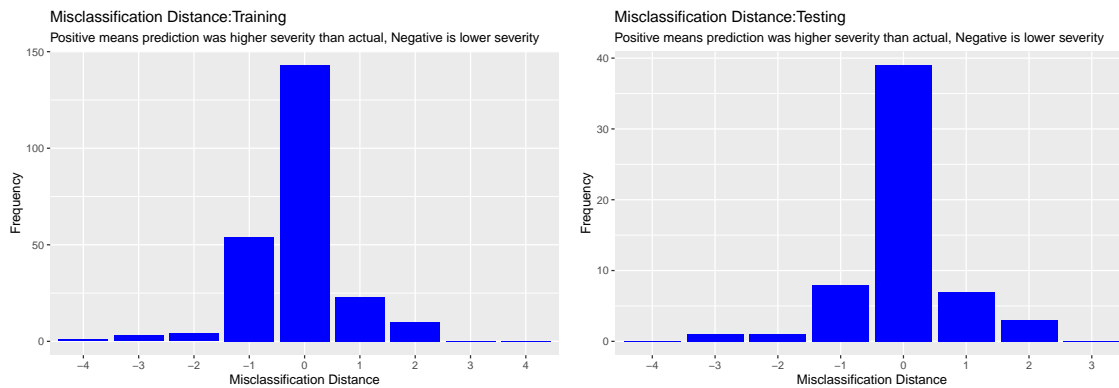 Misclassification Distance:Training
Positive means prediction was higher severity than actual, Negative is lower severity
150
100
50
0
Frequency
−4 −3 −2 −1 0 1 2 3 4
Misclassification Distance
Misclassification Distance:Testing
Positive means prediction was higher severity than actual, Negative is lower severity
40
30
20
10
0
Frequency
−4 −3 −2 −1 0 1 2 3
Misclassification Distance